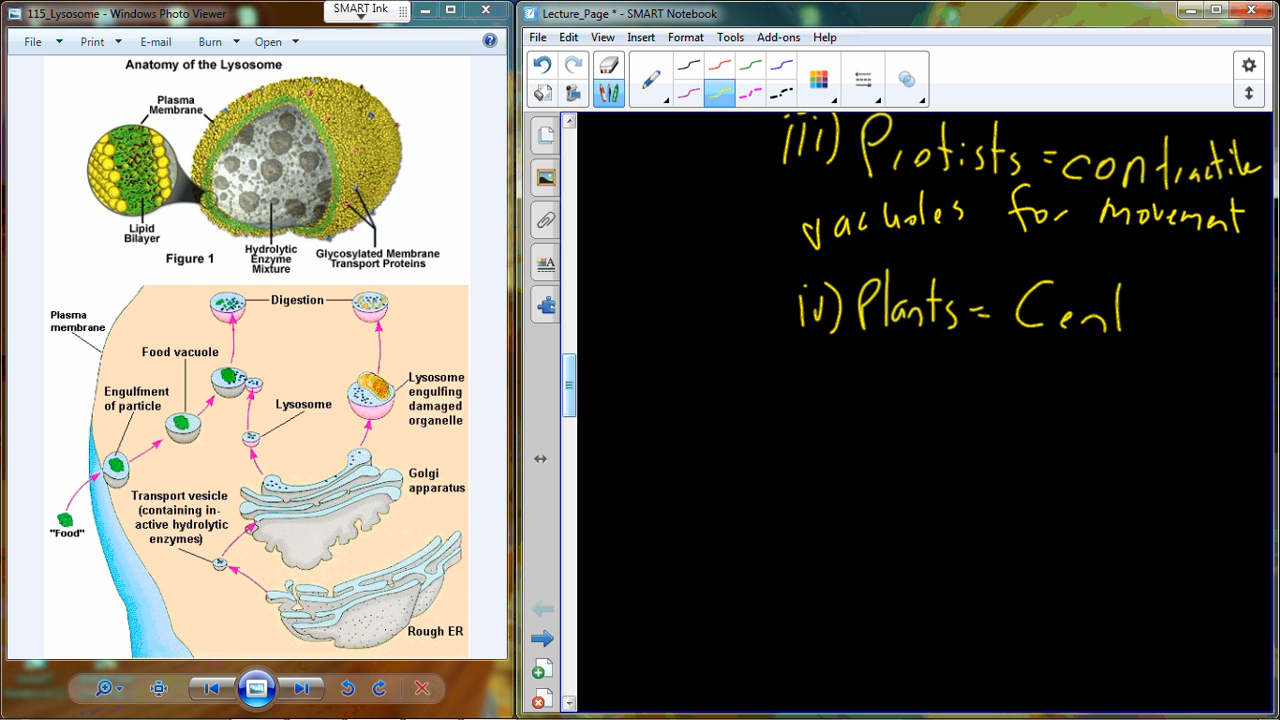 115_Lysosome - Windows Photo Viewer
SMART Ink
File Print E-mail Burn Open
Anatomy of the Lysosome
Plasma
Membrane
Lipid
Bilayer
Figure 1
Hydrolytic
Enzyme
Mixture
Glycosylated Membrane
Transport Proteins
Digestion
Plasma
membrane
Food vacuole
Engulfment
of particle
Lysosome
Lysosome
engulfing
damaged
organelle
Golgi
apparatus
Transport vesicle
(containing in-
active hydrolytic
enzymes)
"Food"
Rough ER
Lecture_Page * - SMART Notebook
File Edit View Insert Format Tools Add-ons Help
iii) Protists = contractile
vacuoles for movement
iv) Plants = Cent